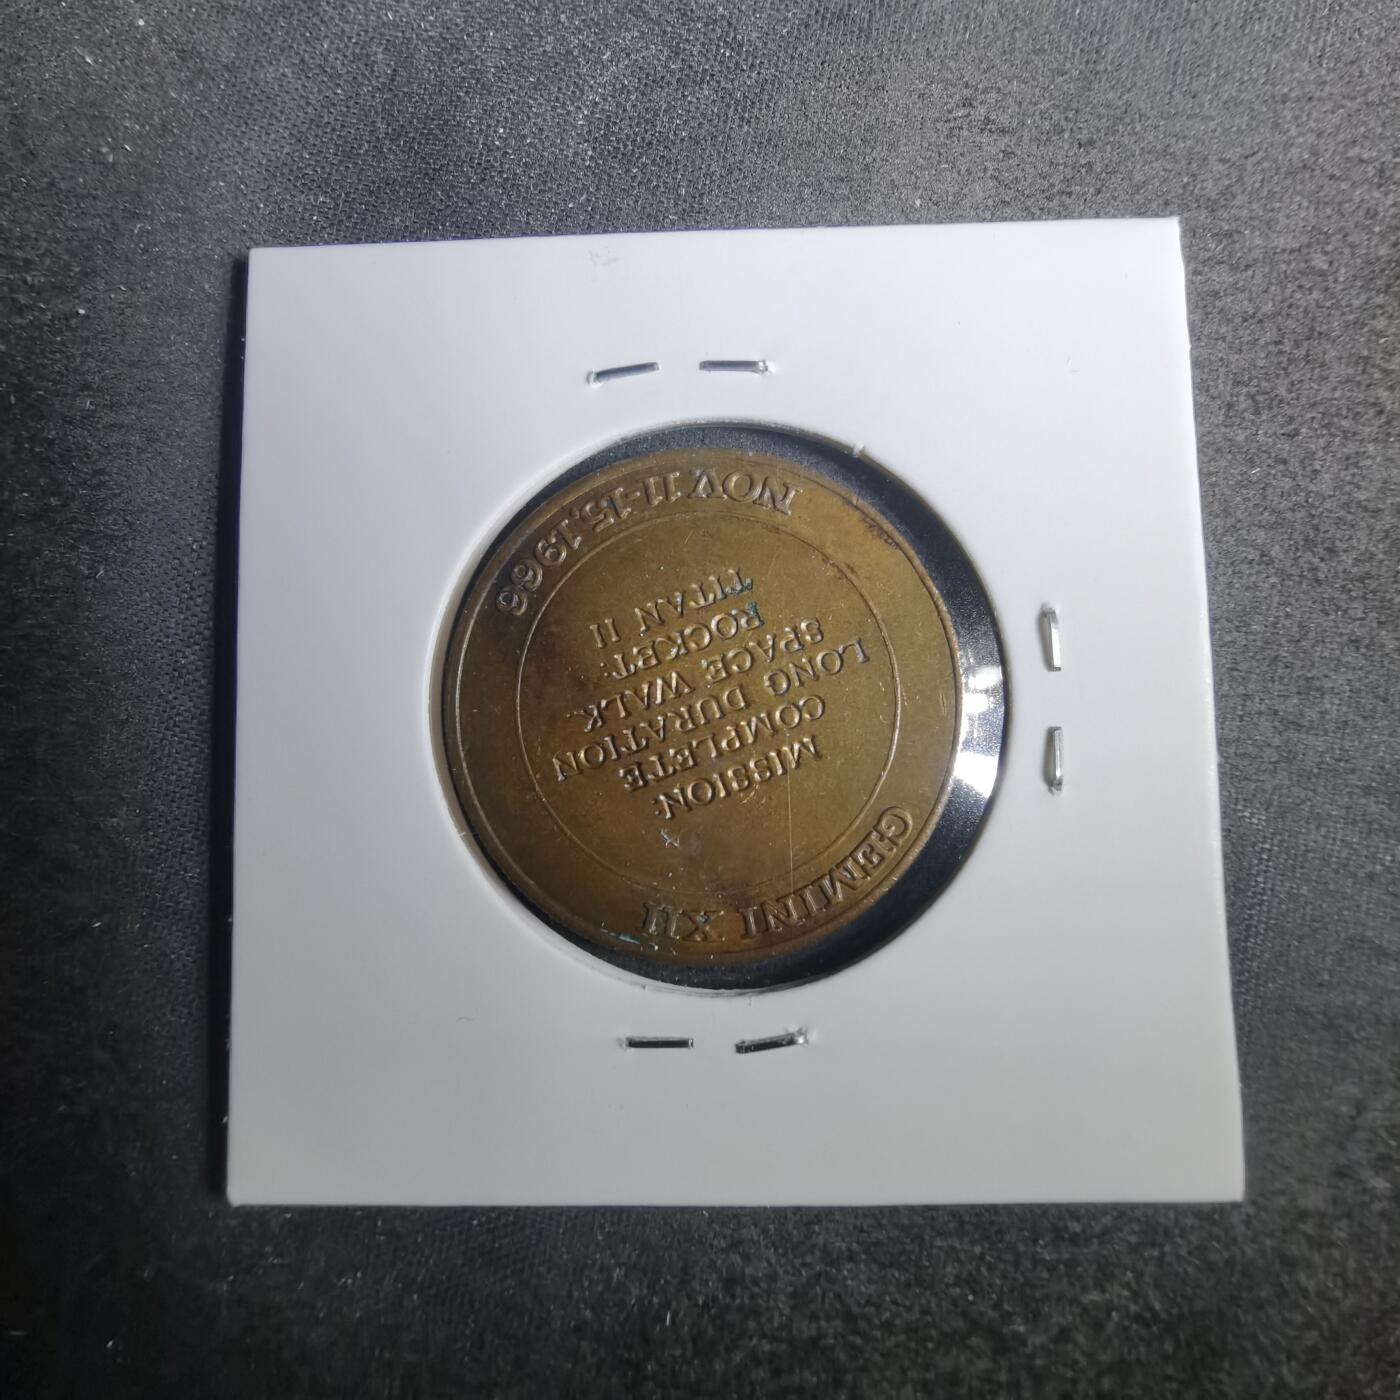 GEMINI XII
MISSION:
COMPLETE
LONG DURATION
SPACE WALK.
ROCKET:
TITAN II
NOV. 11-15, 1966